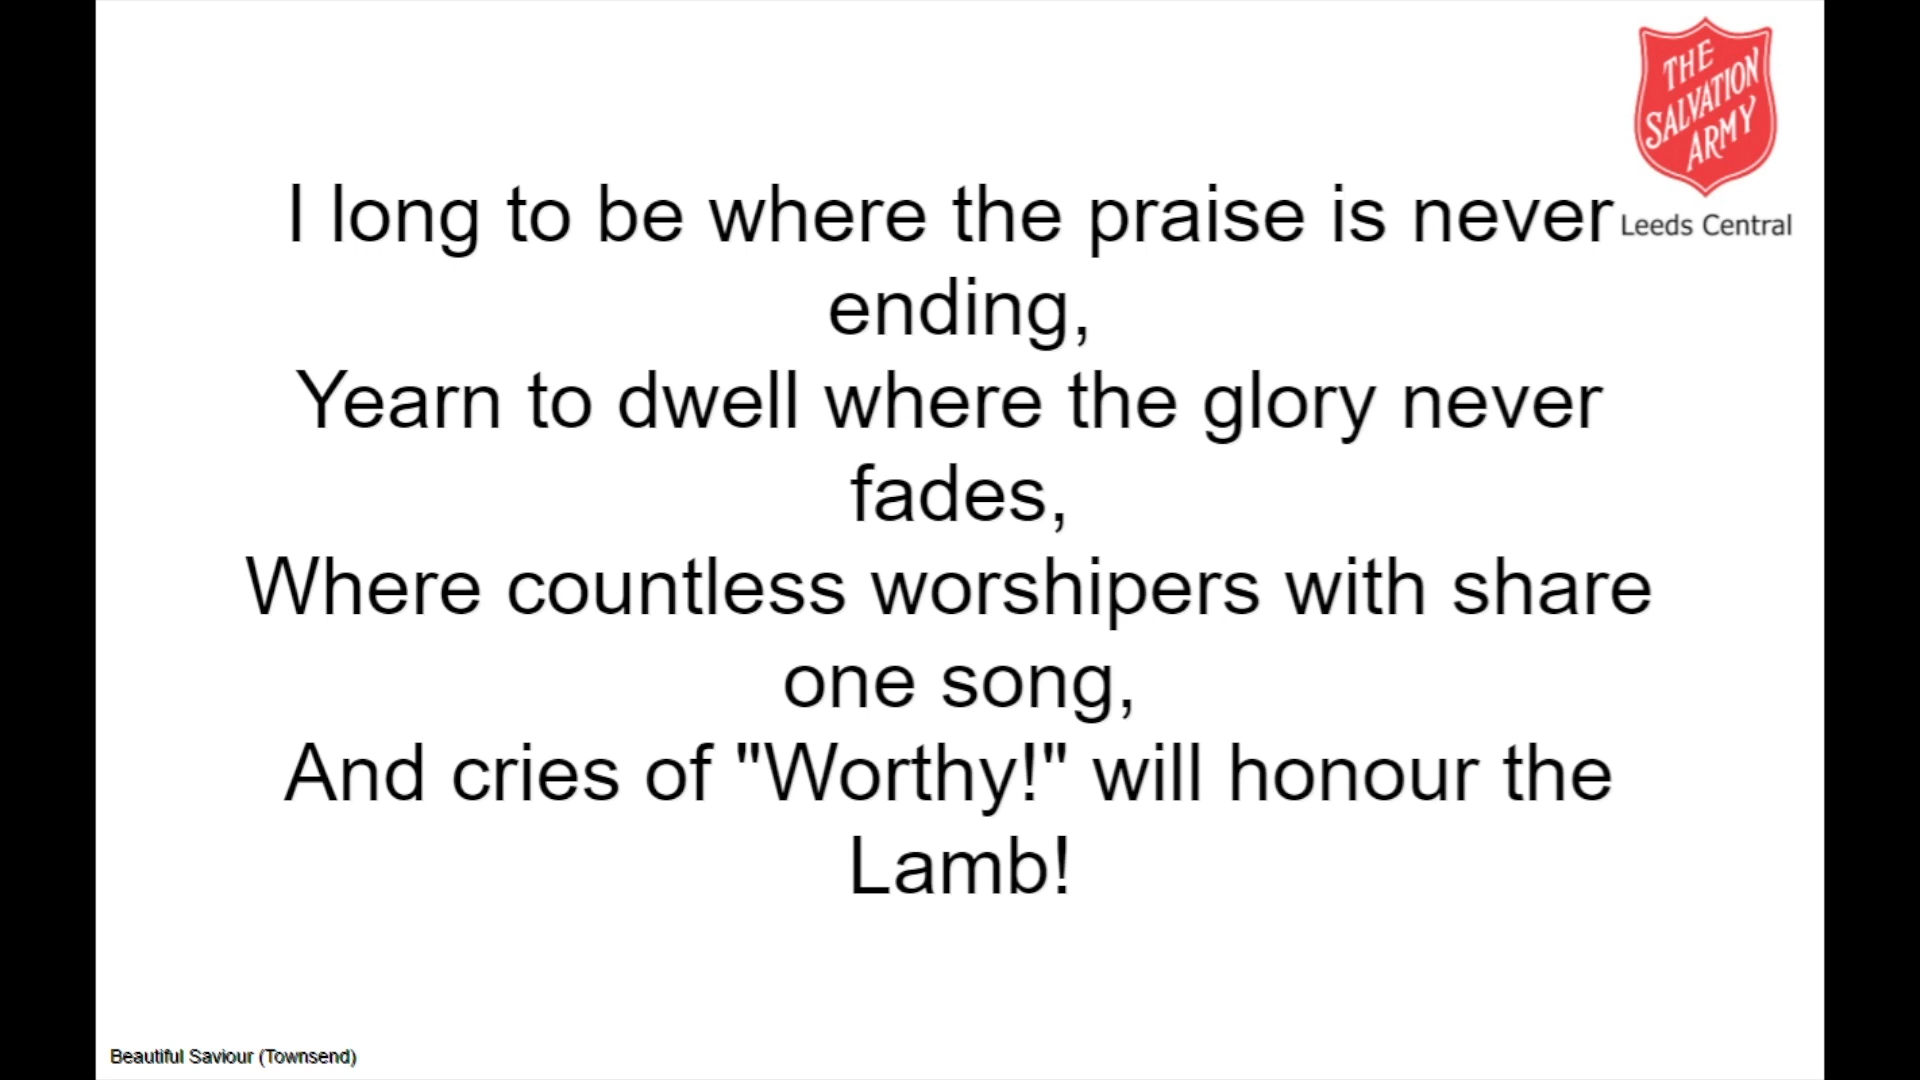 THE
SALVATION
ARMY
Leeds Central
I long to be where the praise is never
ending,
Yearn to dwell where the glory never
fades,
Where countless worshipers with share
one song,
And cries of "Worthy!" will honour the
Lamb!
Beautiful Saviour (Townsend)